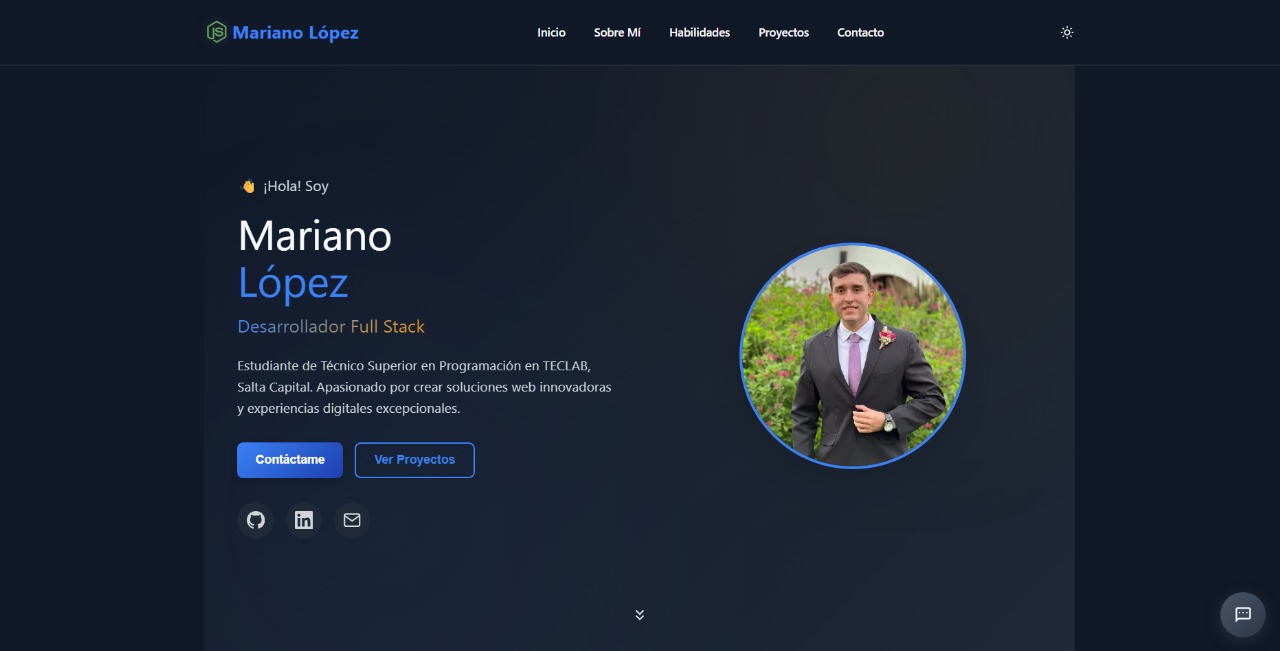 JS Mariano López
Inicio Sobre Mí Habilidades Proyectos Contacto
👋 ¡Hola! Soy
Mariano
López
Desarrollador Full Stack
Estudiante de Técnico Superior en Programación en TECLAB,
Salta Capital. Apasionado por crear soluciones web innovadoras
y experiencias digitales excepcionales.
Contáctame Ver Proyectos
in